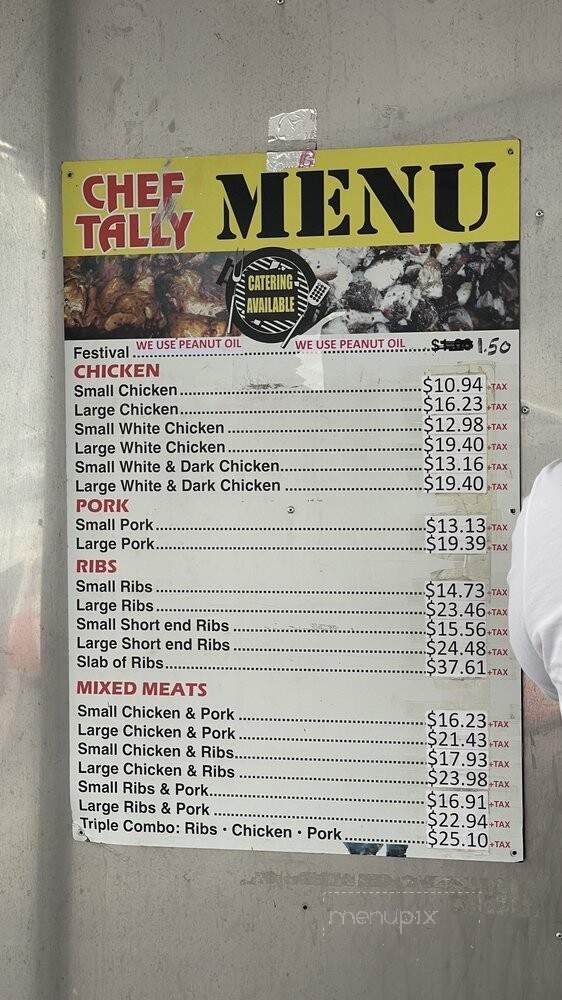 CHEF
TALLY
MENU
CATERING
AVAILABLE
WE USE PEANUT OIL WE USE PEANUT OIL
Festival 1.50
CHICKEN
Small Chicken $10.94 +TAX
Large Chicken $16.23 +TAX
Small White Chicken $12.98 +TAX
Large White Chicken $19.40 +TAX
Small White & Dark Chicken $13.16 +TAX
Large White & Dark Chicken $19.40 +TAX
PORK
Small Pork $13.13 +TAX
Large Pork $19.39 +TAX
RIBS
Small Ribs $14.73 +TAX
Large Ribs $23.46 +TAX
Small Short end Ribs $15.56 +TAX
Large Short end Ribs $24.48 +TAX
Slab of Ribs $37.61 +TAX
MIXED MEATS
Small Chicken & Pork $16.23 +TAX
Large Chicken & Pork $21.43 +TAX
Small Chicken & Ribs $17.93 +TAX
Large Chicken & Ribs $23.98 +TAX
Small Ribs & Pork $16.91 +TAX
Large Ribs & Pork $22.94 +TAX
Triple Combo: Ribs • Chicken • Pork $25.10 +TAX
menupix